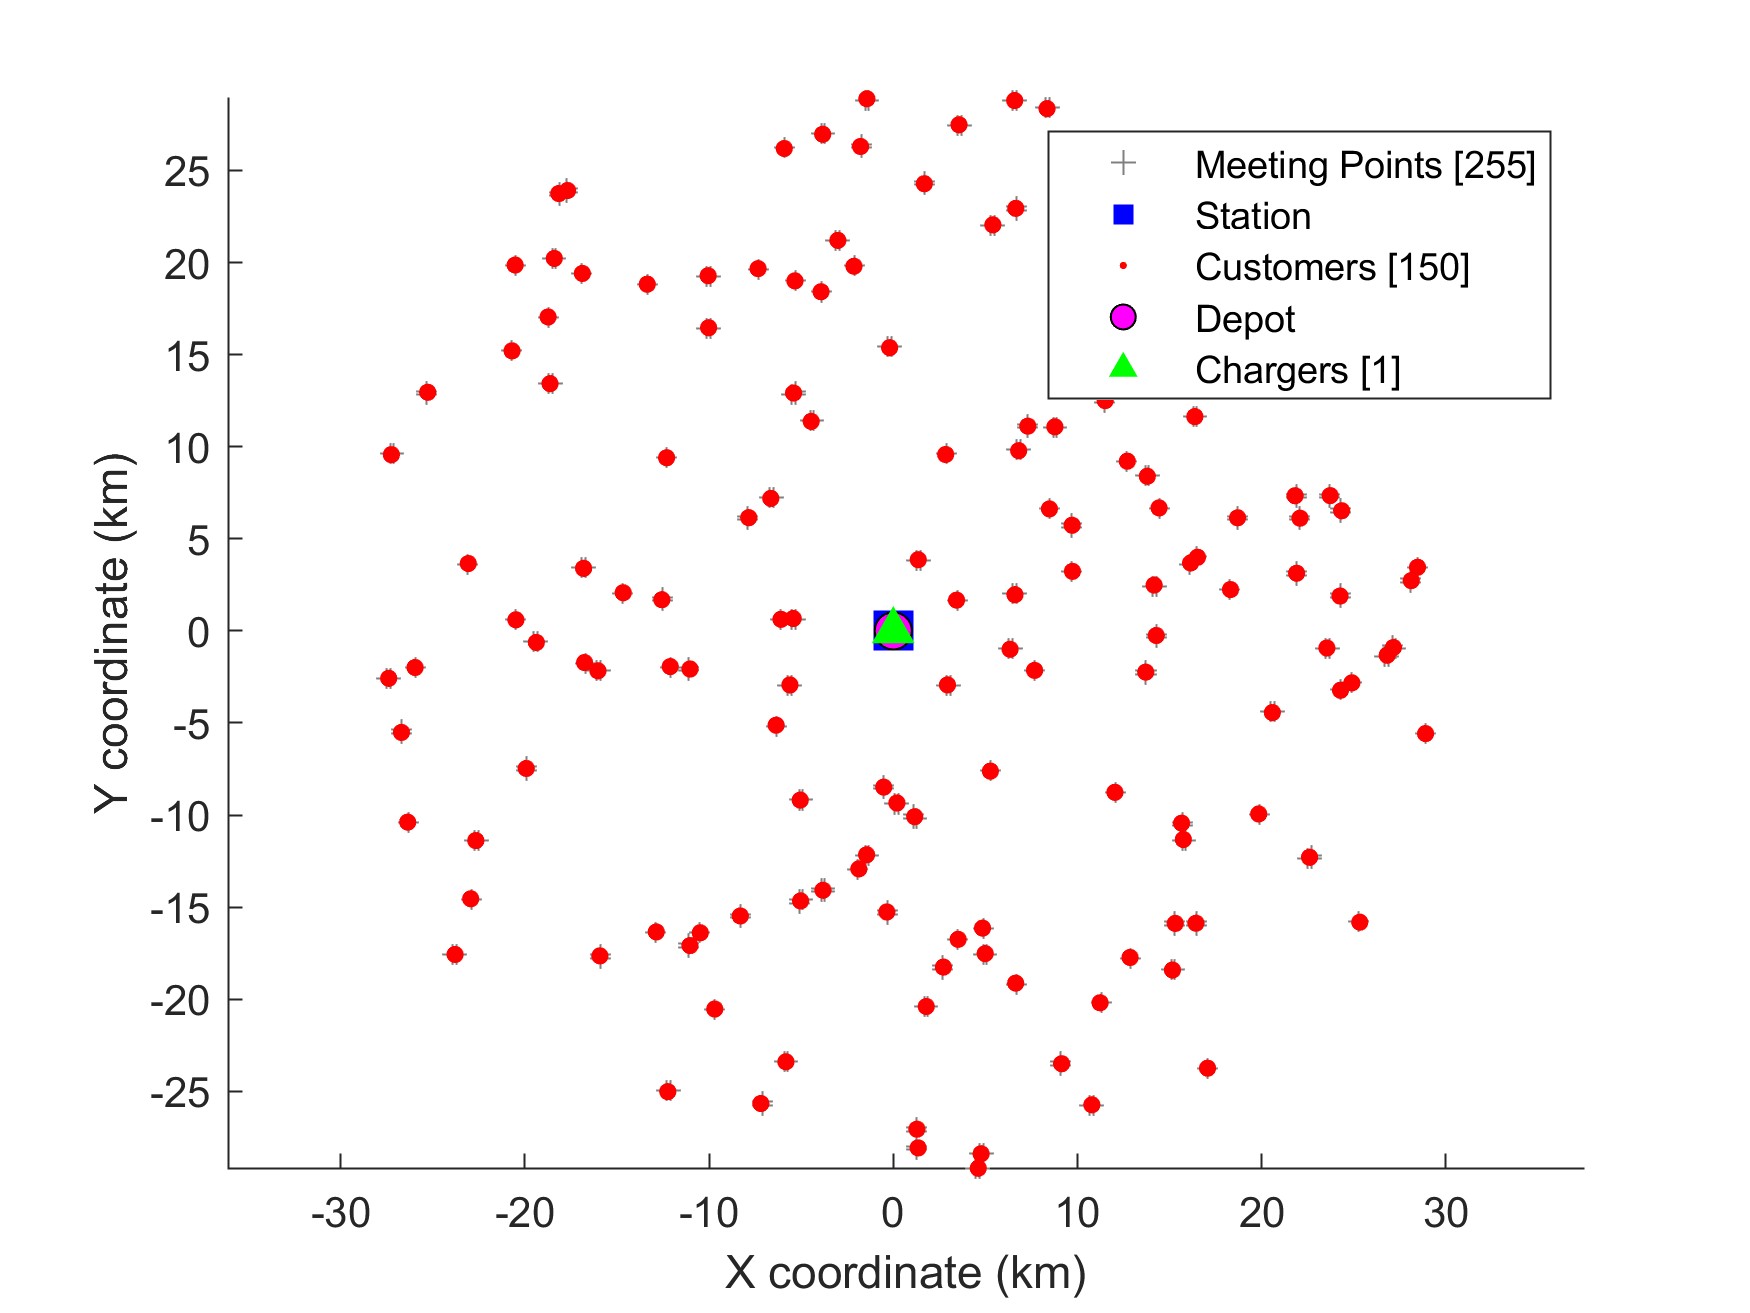 Meeting Points [255]
Station
Customers [150]
Depot
Chargers [1]
25
20
15
10
5
0
-5
-10
-15
-20
-25
Y coordinate (km)
-30 -20 -10 0 10 20 30
X coordinate (km)